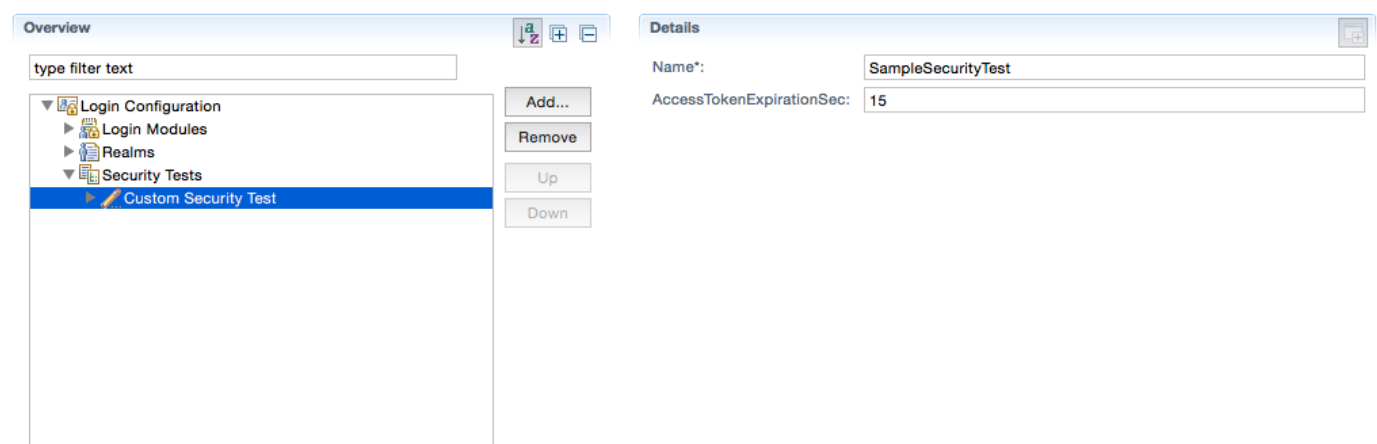 Overview
type filter text
Login Configuration
Login Modules
Realms
Security Tests
Custom Security Test
Add...
Remove
Up
Down
Details
Name*: SampleSecurityTest
AccessTokenExpirationSec: 15